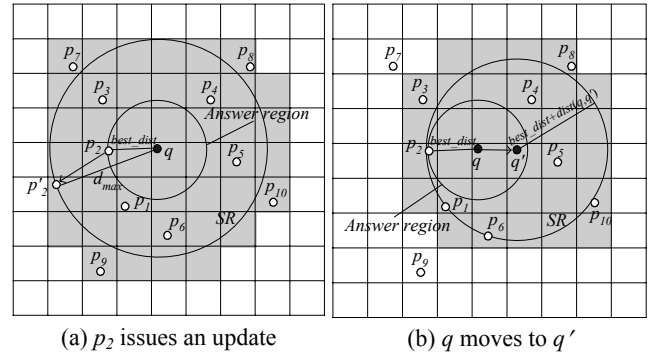 p7
p8
p3
p4
p2
best_dist
q
Answer region
p'2
dmax
p5
p1
p10
p6
SR
p9
(a) p2 issues an update
p7
p8
p3
p4
p2
best_dist
q
q'
best_dist+dist(q,q')
p5
p1
Answer region
p6
SR
p10
p9
(b) q moves to q'